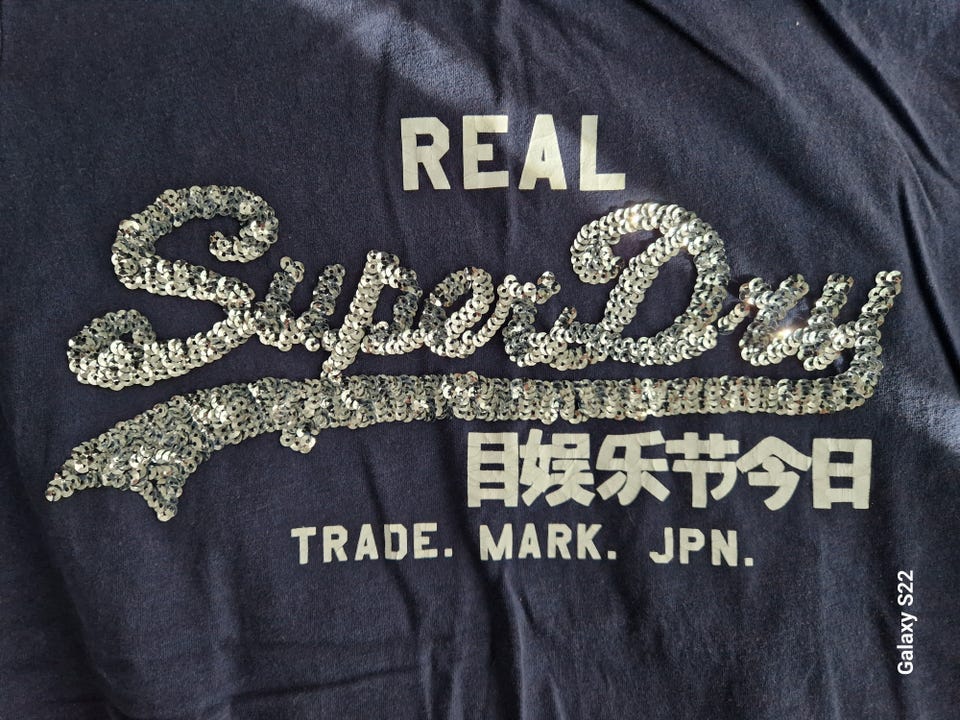 REAL
SuperDry
目娱乐节今日
TRADE. MARK. JPN.
Galaxy S22